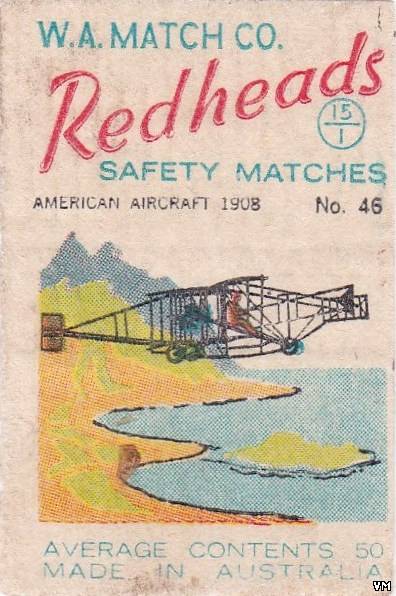 W.A. MATCH CO.
Redheads
15
1
SAFETY MATCHES
AMERICAN AIRCRAFT 1908 No. 46
AVERAGE CONTENTS 50
MADE IN AUSTRALIA
VM